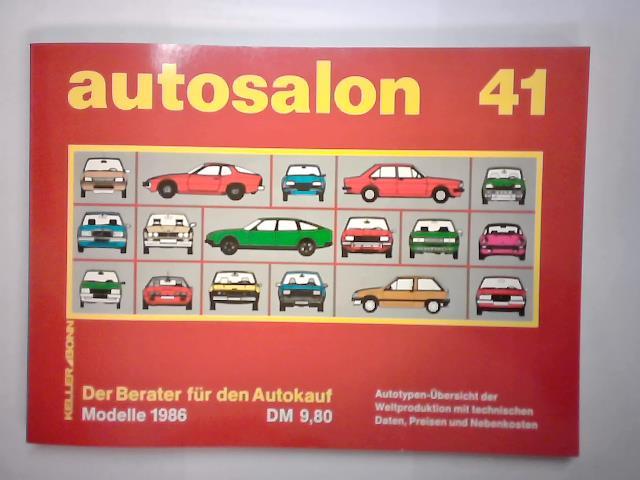 autosalon 41
KELLER/BONN
Der Berater für den Autokauf
Modelle 1986 DM 9,80
Autotypen-Übersicht der
Weltproduktion mit technischen
Daten, Preisen und Nebenkosten